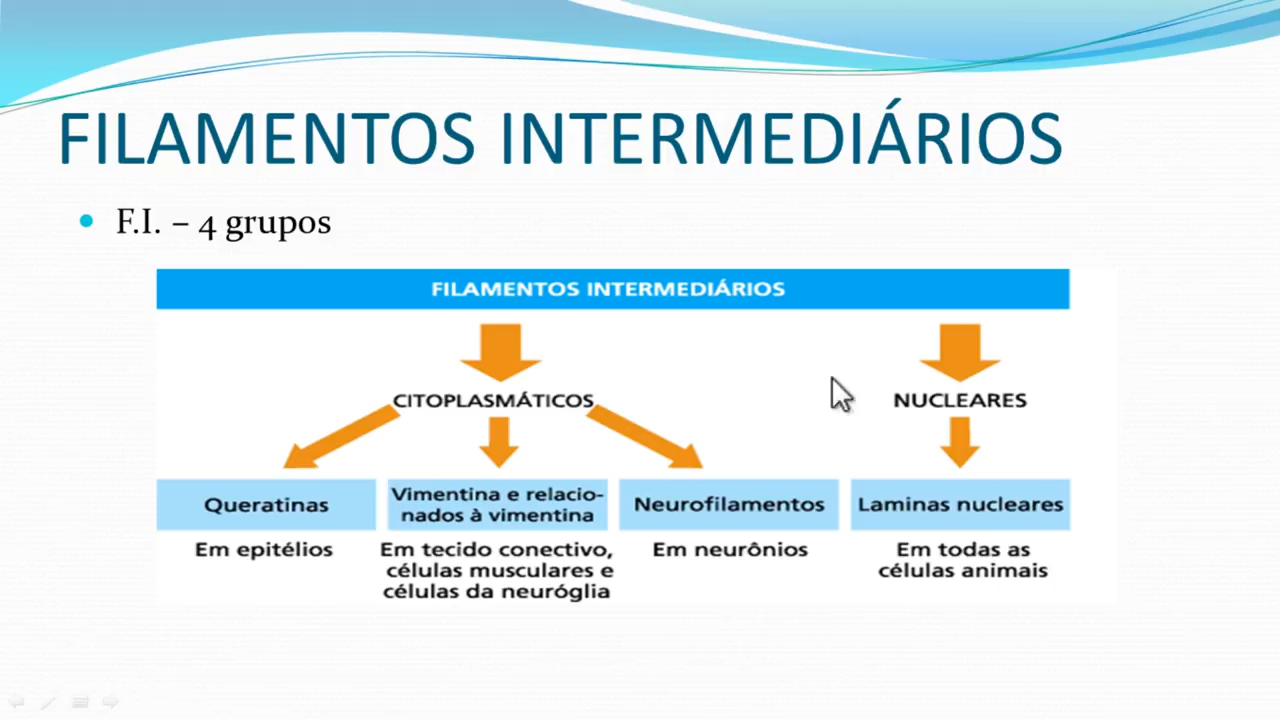 FILAMENTOS INTERMEDIÁRIOS
F.I. – 4 grupos
FILAMENTOS INTERMEDIÁRIOS
CITOPLASMÁTICOS
NUCLEARES
Queratinas
Em epitélios
Vimentina e relacio-
nados à vimentina
Em tecido conectivo,
células musculares e
células da neuróglia
Neurofilamentos
Em neurônios
Laminas nucleares
Em todas as
células animais